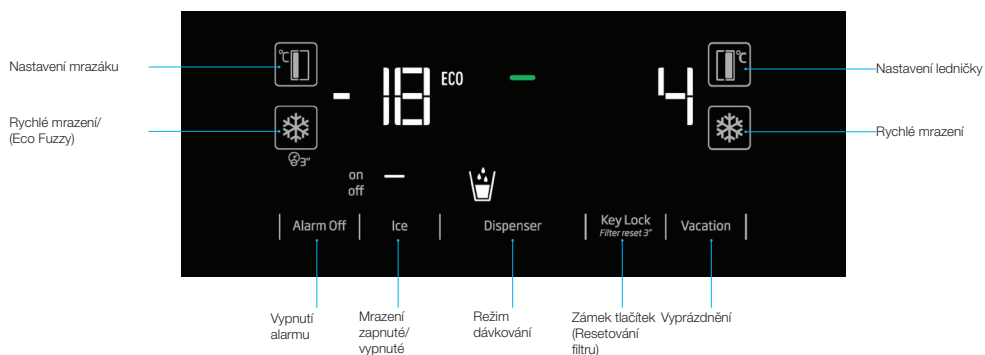 Nastavení mrazáku
Rychlé mrazení/
(Eco Fuzzy)
°C
- 18
ECO
4
°C
3"
on
off
Alarm Off
Ice
Dispenser
Key Lock
Filter reset 3"
Vacation
Nastavení ledničky
Rychlé mrazení
Vypnutí
alarmu
Mrazení
zapnuté/
vypnuté
Režim
dávkování
Zámek tlačítek
(Resetování
filtru)
Vyprázdnění